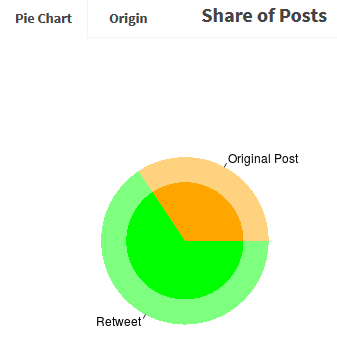 Pie Chart
Origin
Share of Posts
Original Post
Retweet